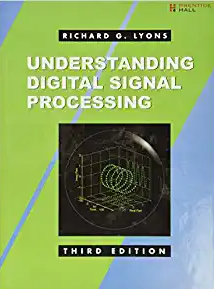 PRENTICE
HALL
RICHARD G. LYONS
UNDERSTANDING
DIGITAL SIGNAL
PROCESSING
THIRD EDITION